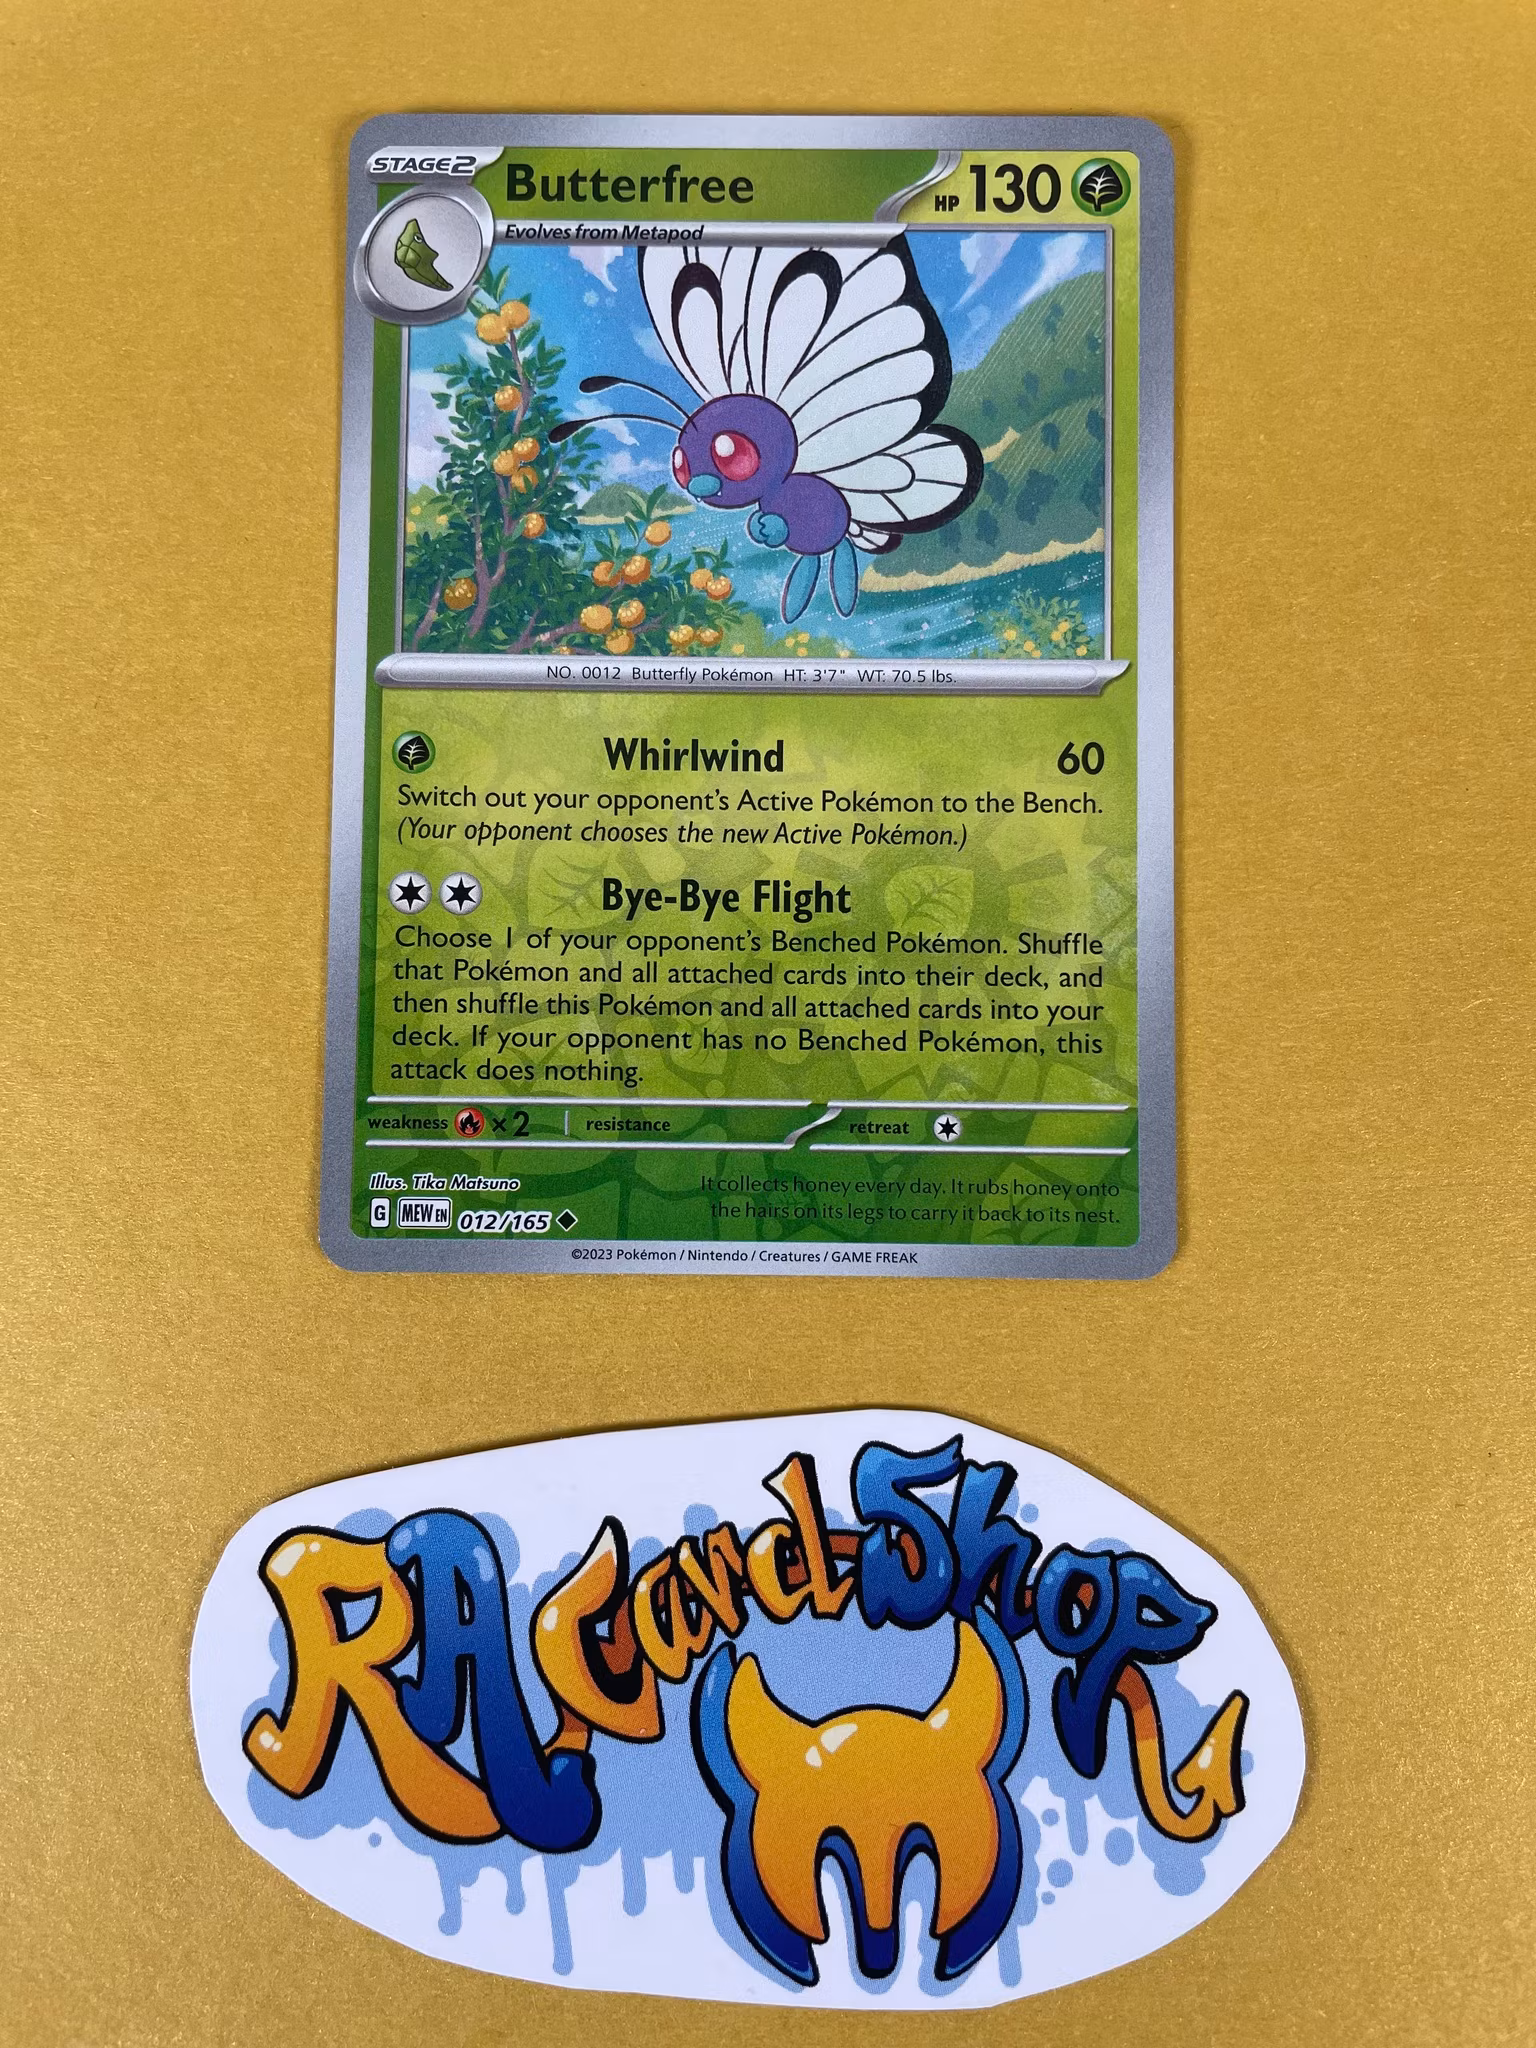 STAGE2
Butterfree
HP 130
Evolves from Metapod
NO. 0012 Butterfly Pokémon HT: 3'7" WT: 70.5 lbs.
Whirlwind 60
Switch out your opponent's Active Pokémon to the Bench.
(Your opponent chooses the new Active Pokémon.)
Bye-Bye Flight
Choose 1 of your opponent's Benched Pokémon. Shuffle
that Pokémon and all attached cards into their deck, and
then shuffle this Pokémon and all attached cards into your
deck. If your opponent has no Benched Pokémon, this
attack does nothing.
weakness ×2 resistance retreat
Illus. Tika Matsuno
It collects honey every day. It rubs honey onto
the hairs on its legs to carry it back to its nest.
G MEW EN 012/165
©2023 Pokémon / Nintendo / Creatures / GAME FREAK
RA CardShop